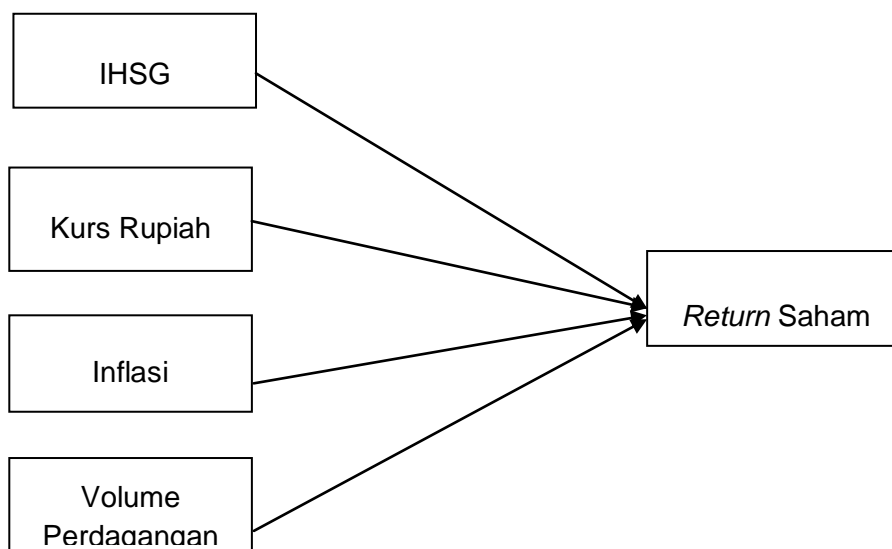 IHSG
Kurs Rupiah
Return Saham
Inflasi
Volume
Perdagangan